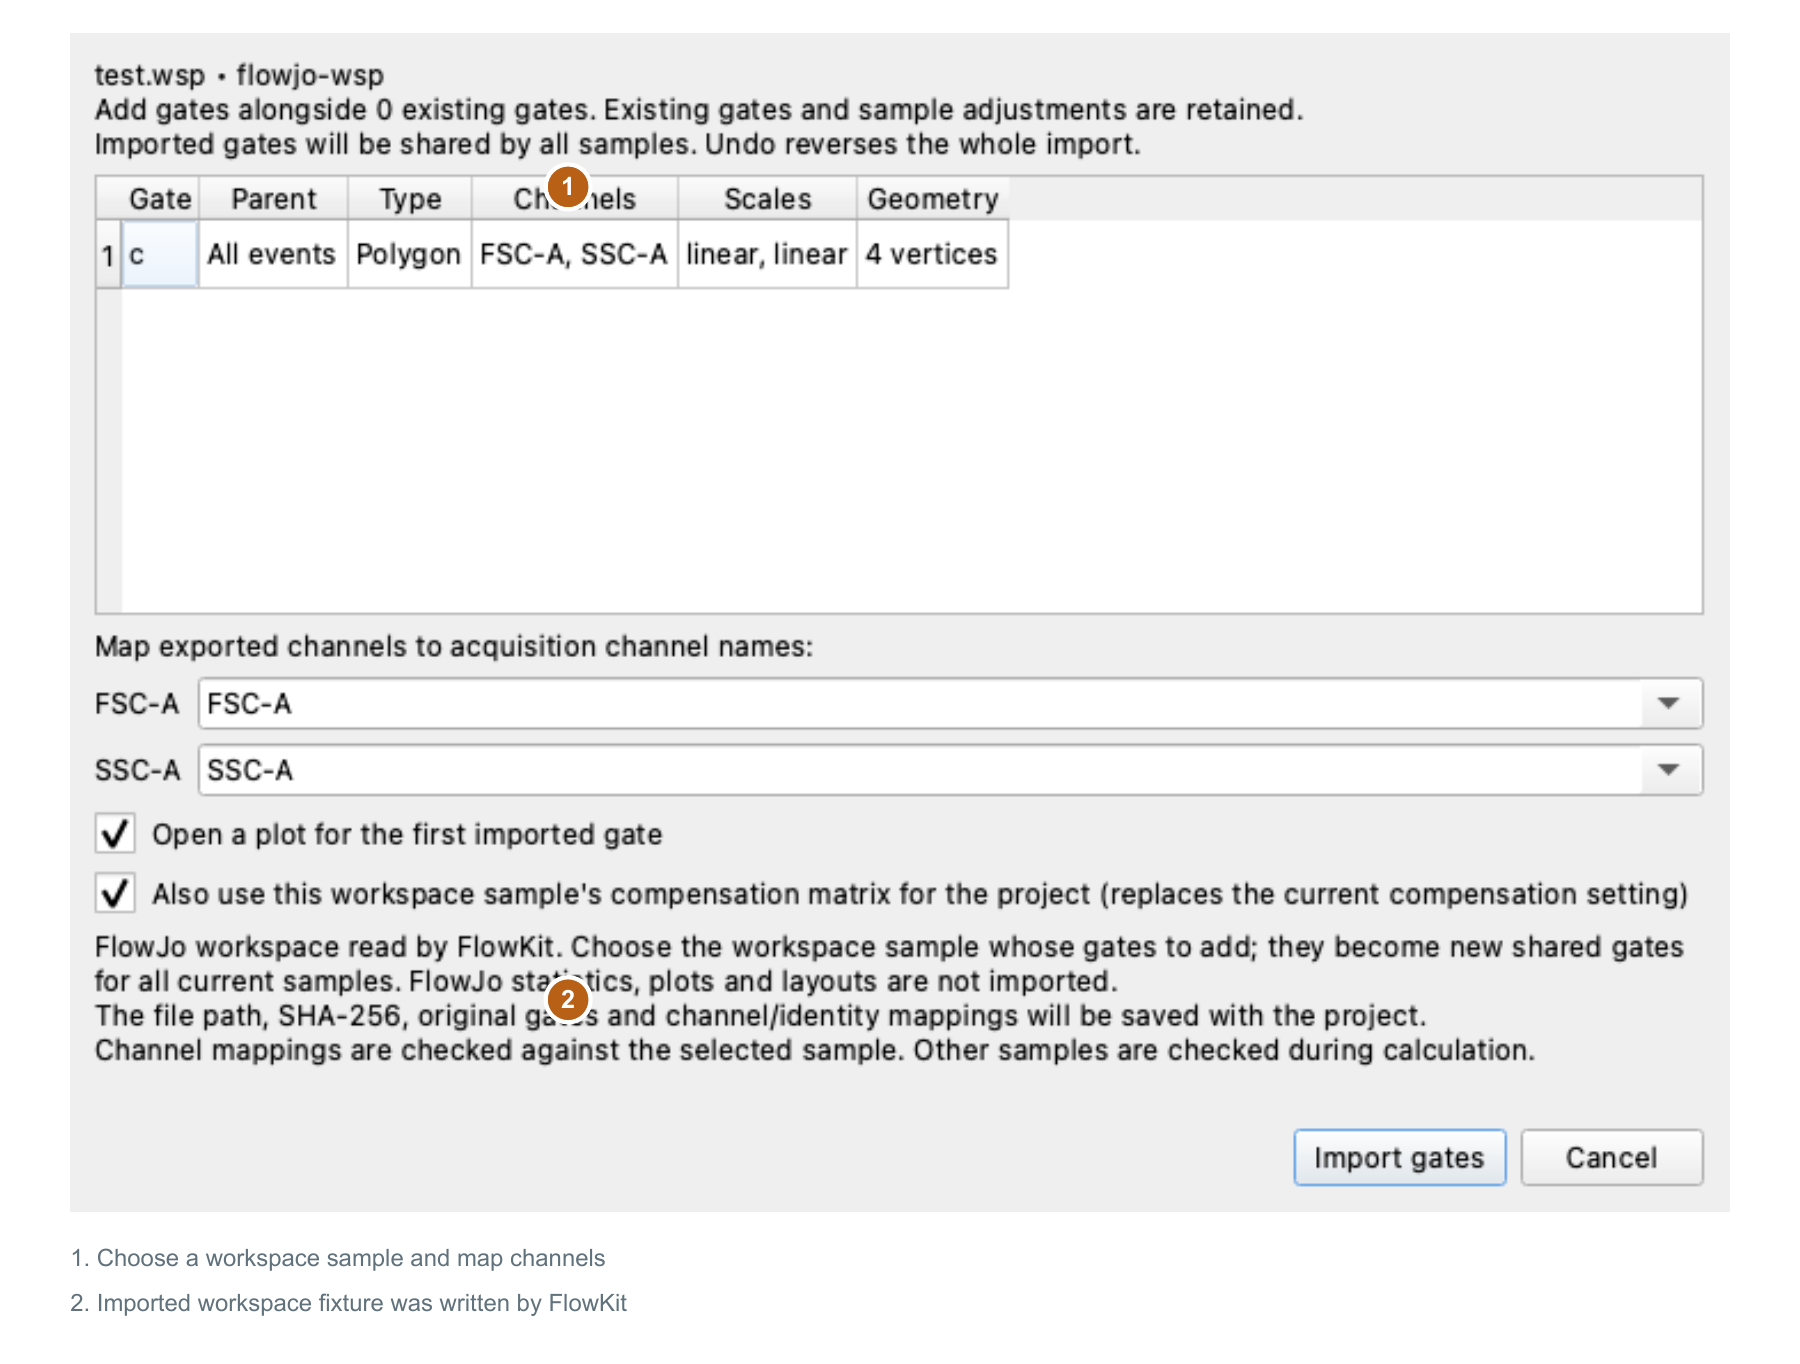 test.wsp • flowjo-wsp
Add gates alongside 0 existing gates. Existing gates and sample adjustments are retained.
Imported gates will be shared by all samples. Undo reverses the whole import.
Gate Parent Type Channels Scales Geometry
1
1 c All events Polygon FSC-A, SSC-A linear, linear 4 vertices
Map exported channels to acquisition channel names:
FSC-A FSC-A
SSC-A SSC-A
Open a plot for the first imported gate
Also use this workspace sample's compensation matrix for the project (replaces the current compensation setting)
FlowJo workspace read by FlowKit. Choose the workspace sample whose gates to add; they become new shared gates
for all current samples. FlowJo statistics, plots and layouts are not imported.
2
The file path, SHA-256, original gates and channel/identity mappings will be saved with the project.
Channel mappings are checked against the selected sample. Other samples are checked during calculation.
Import gates Cancel
1. Choose a workspace sample and map channels
2. Imported workspace fixture was written by FlowKit